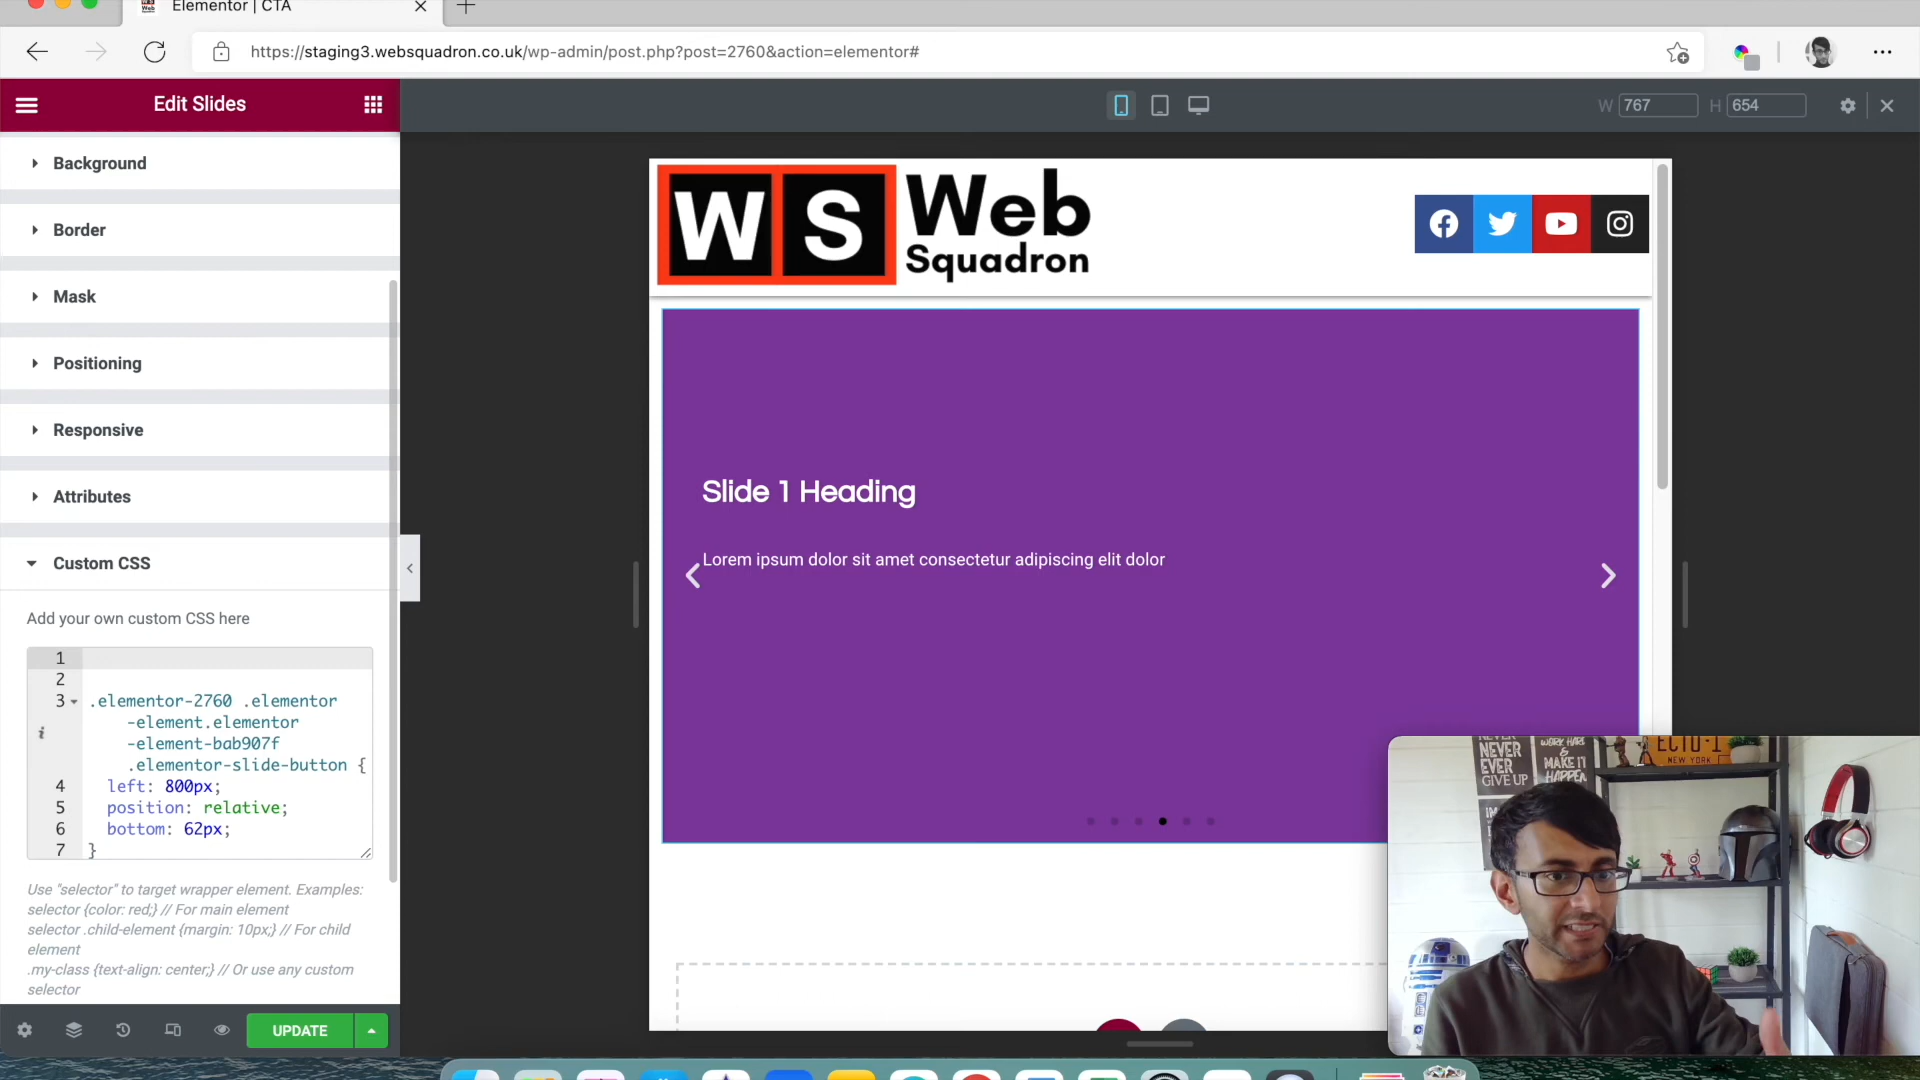 Elementor | CTA
https://staging3.websquadron.co.uk/wp-admin/post.php?post=2760&action=elementor#
Edit Slides
W 767 H 654
Background
Border
Mask
Positioning
Responsive
Attributes
Custom CSS
Add your own custom CSS here
1
2
3 .elementor-2760 .elementor
-element.elementor
-element-bab907f
.elementor-slide-button {
4 left: 800px;
5 position: relative;
6 bottom: 62px;
7 }
Use "selector" to target wrapper element. Examples:
selector {color: red;} // For main element
selector .child-element {margin: 10px;} // For child
element
.my-class {text-align: center;} // Or use any custom
selector
UPDATE
W S Web
Squadron
Slide 1 Heading
Lorem ipsum dolor sit amet consectetur adipiscing elit dolor
NEVER
NEVER
EVER
GIVE UP
WORK HARD
&
MAKE IT
HAPPEN
ECTO-1
NEW YORK